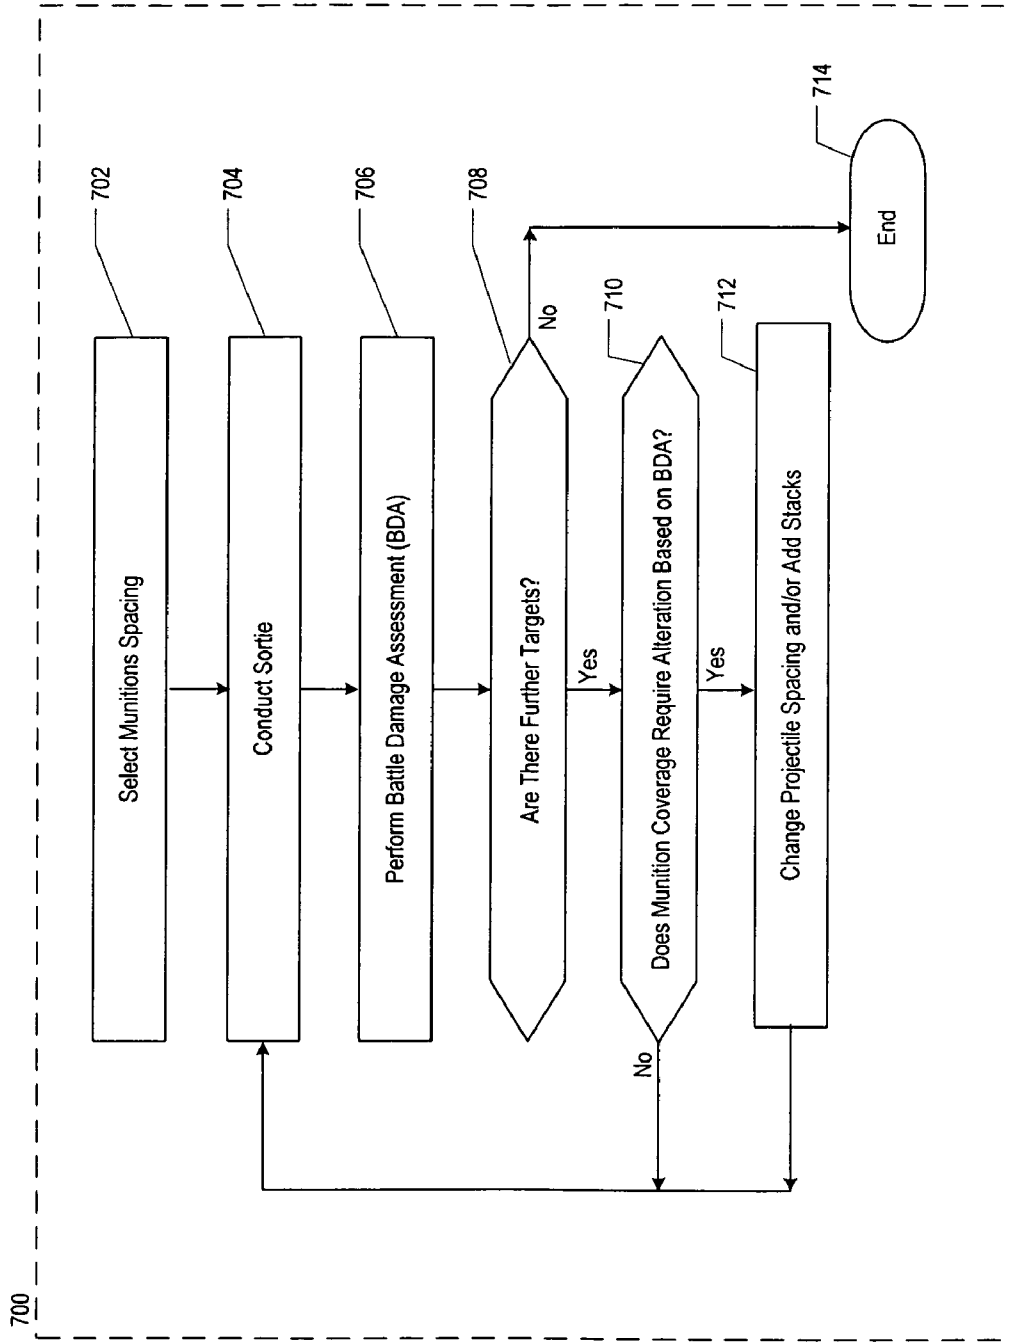 700
702
Select Munitions Spacing
704
Conduct Sortie
706
Perform Battle Damage Assessment (BDA)
708
Are There Further Targets?
No
Yes
710
Does Munition Coverage Require Alteration Based on BDA?
No
Yes
712
Change Projectile Spacing and/or Add Stacks
714
End